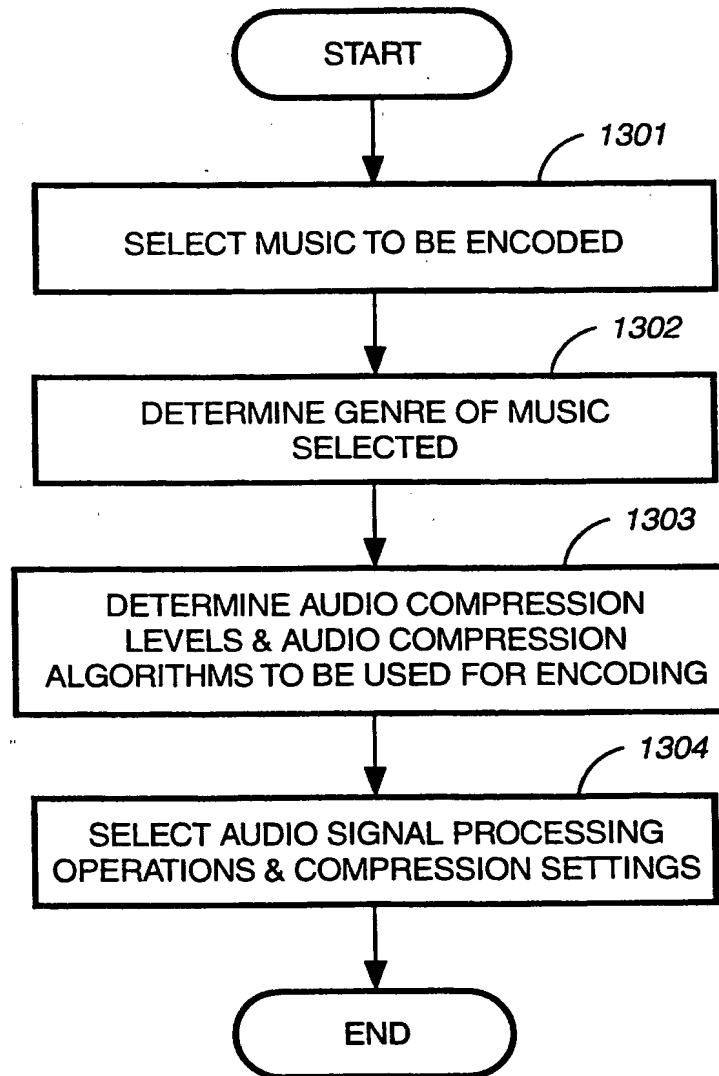 START
1301
SELECT MUSIC TO BE ENCODED
1302
DETERMINE GENRE OF MUSIC
SELECTED
1303
DETERMINE AUDIO COMPRESSION
LEVELS & AUDIO COMPRESSION
ALGORITHMS TO BE USED FOR ENCODING
1304
SELECT AUDIO SIGNAL PROCESSING
OPERATIONS & COMPRESSION SETTINGS
END